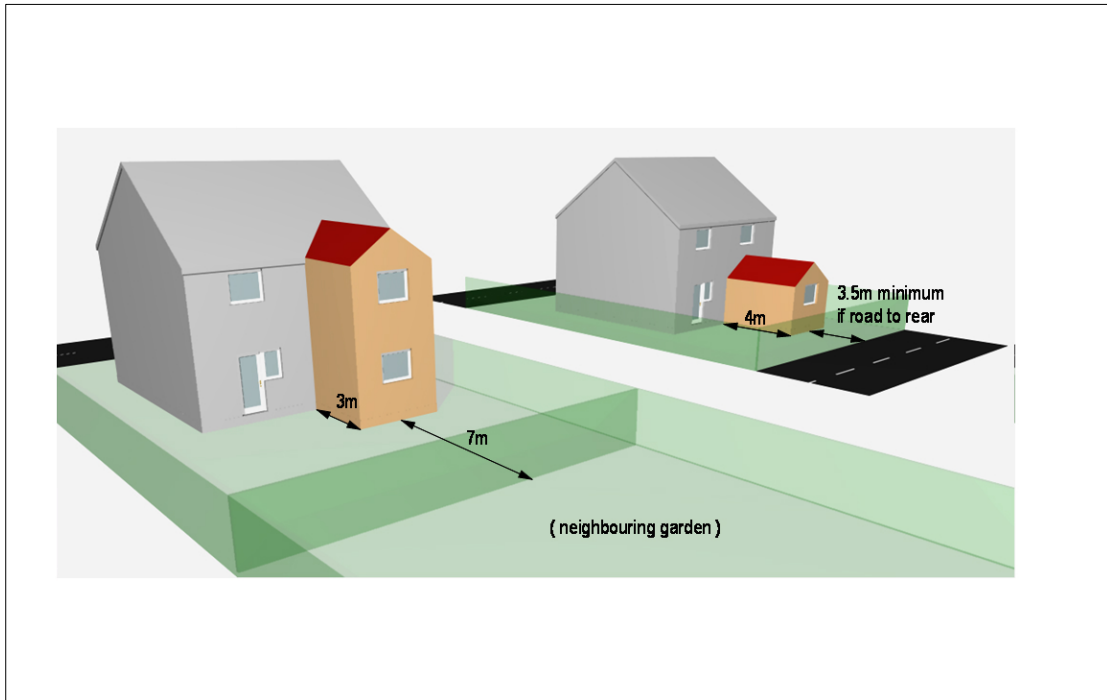 3.5m minimum
if road to rear
4m
3m
7m
( neighbouring garden )